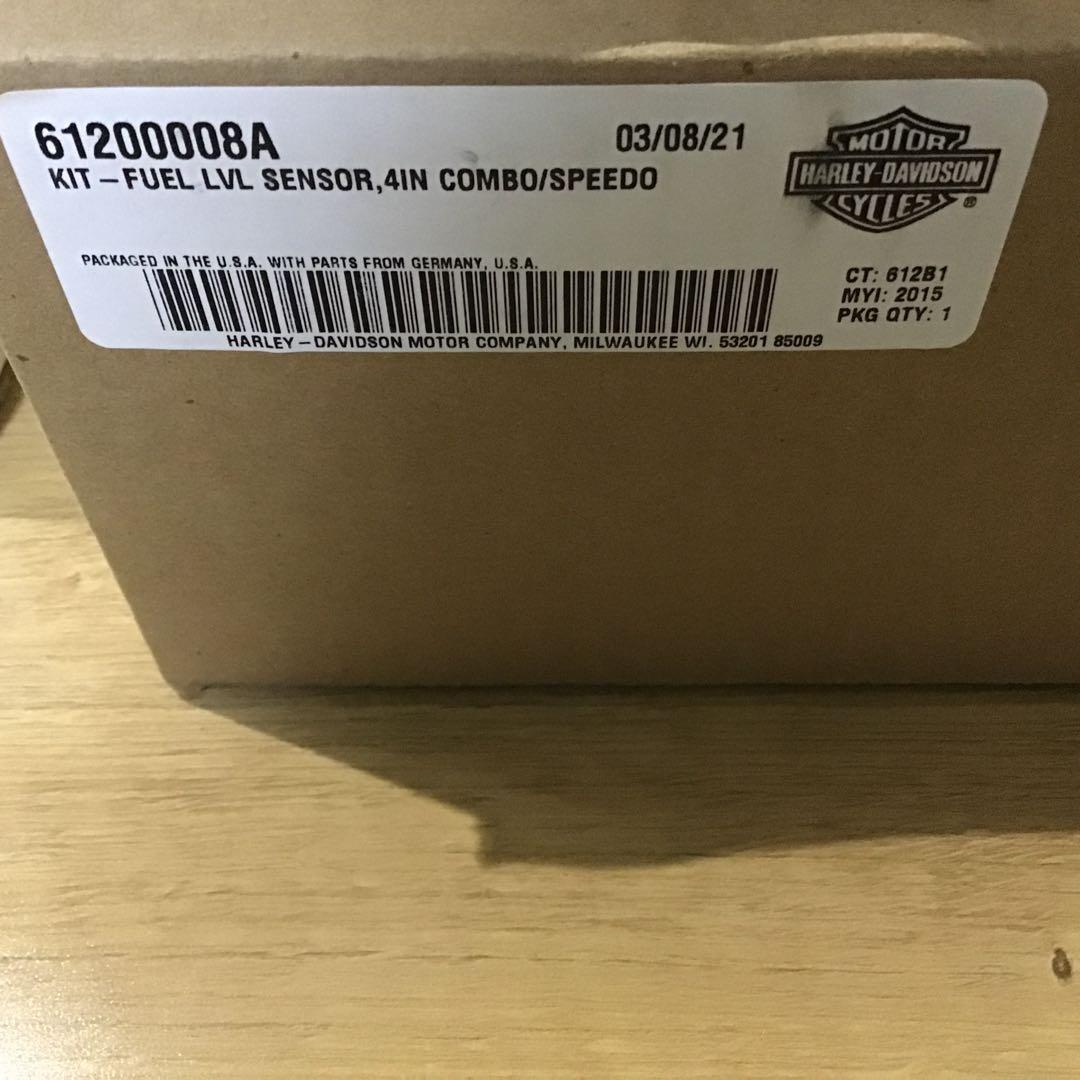 61200008A
03/08/21
KIT – FUEL LVL SENSOR,4IN COMBO/SPEEDO
MOTOR
HARLEY-DAVIDSON
CYCLES
®
PACKAGED IN THE U.S.A. WITH PARTS FROM GERMANY, U.S.A.
CT: 612B1
MYI: 2015
PKG QTY: 1
HARLEY – DAVIDSON MOTOR COMPANY, MILWAUKEE WI. 53201 85009